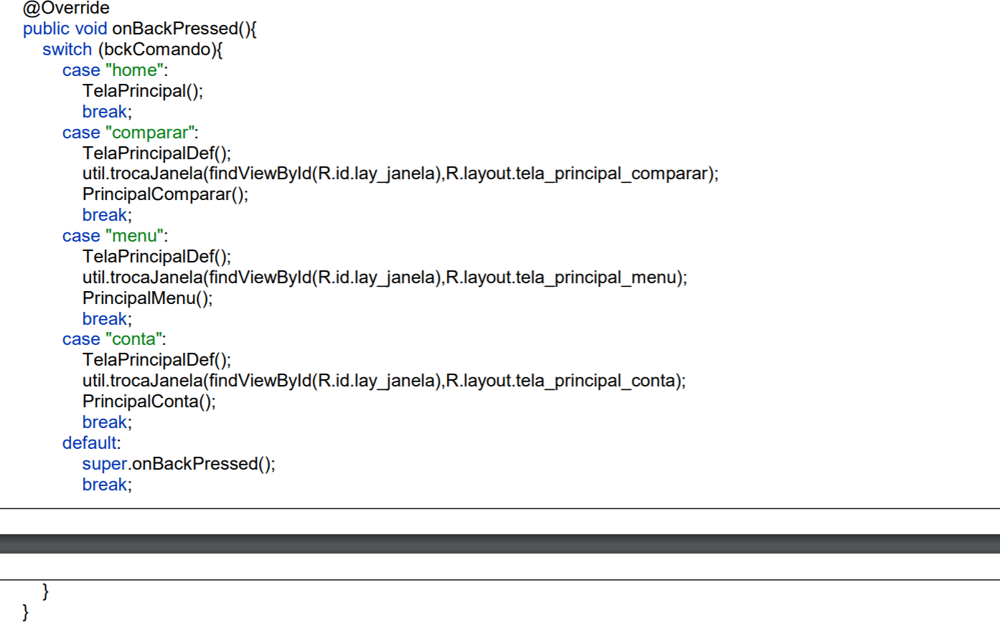 @Override
public void onBackPressed(){
switch (bckComando){
case "home":
TelaPrincipal();
break;
case "comparar":
TelaPrincipalDef();
util.trocaJanela(findViewById(R.id.lay_janela),R.layout.tela_principal_comparar);
PrincipalComparar();
break;
case "menu":
TelaPrincipalDef();
util.trocaJanela(findViewById(R.id.lay_janela),R.layout.tela_principal_menu);
PrincipalMenu();
break;
case "conta":
TelaPrincipalDef();
util.trocaJanela(findViewById(R.id.lay_janela),R.layout.tela_principal_conta);
PrincipalConta();
break;
default:
super.onBackPressed();
break;
}
}